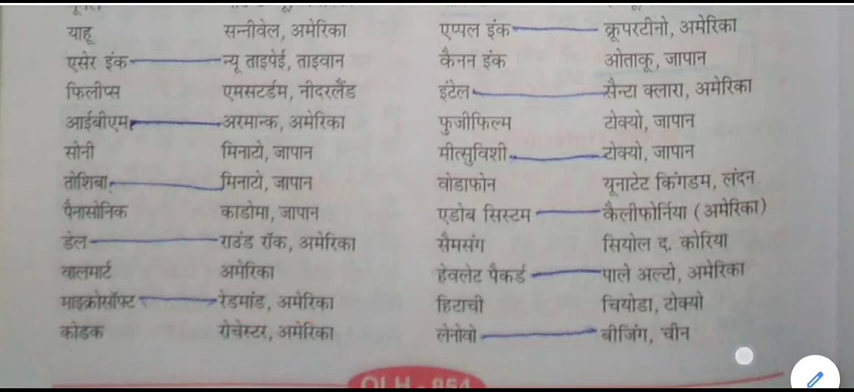 याहू सन्नीवेल, अमेरिका एप्पल इंक क्रूपरटीनो, अमेरिका
एसेर इंक न्यू ताइपेई, ताइवान कैनन इंक ओताकू, जापान
फिलीप्स एमसटर्डम, नीदरलैंड इंटेल सैन्टा क्लारा, अमेरिका
आईबीएम अरमान्क, अमेरिका फुजीफिल्म टोक्यो, जापान
सोनी मिनाटो, जापान मीत्सुविशी टोक्यो, जापान
तोशिबा मिनाटो, जापान वोडाफोन यूनाटेट किंगडम, लंदन
पैनासोनिक काडोमा, जापान एडोब सिस्टम कैलीफोर्निया (अमेरिका)
डेल राउंड रॉक, अमेरिका सैमसंग सियोल द. कोरिया
वालमार्ट अमेरिका हेवलेट पैकर्ड पाले अल्टो, अमेरिका
माइक्रोसॉफ्ट रेडमांड, अमेरिका हिटाची चियोडा, टोक्यो
कोडक रोचेस्टर, अमेरिका लेनोवो बीजिंग, चीन